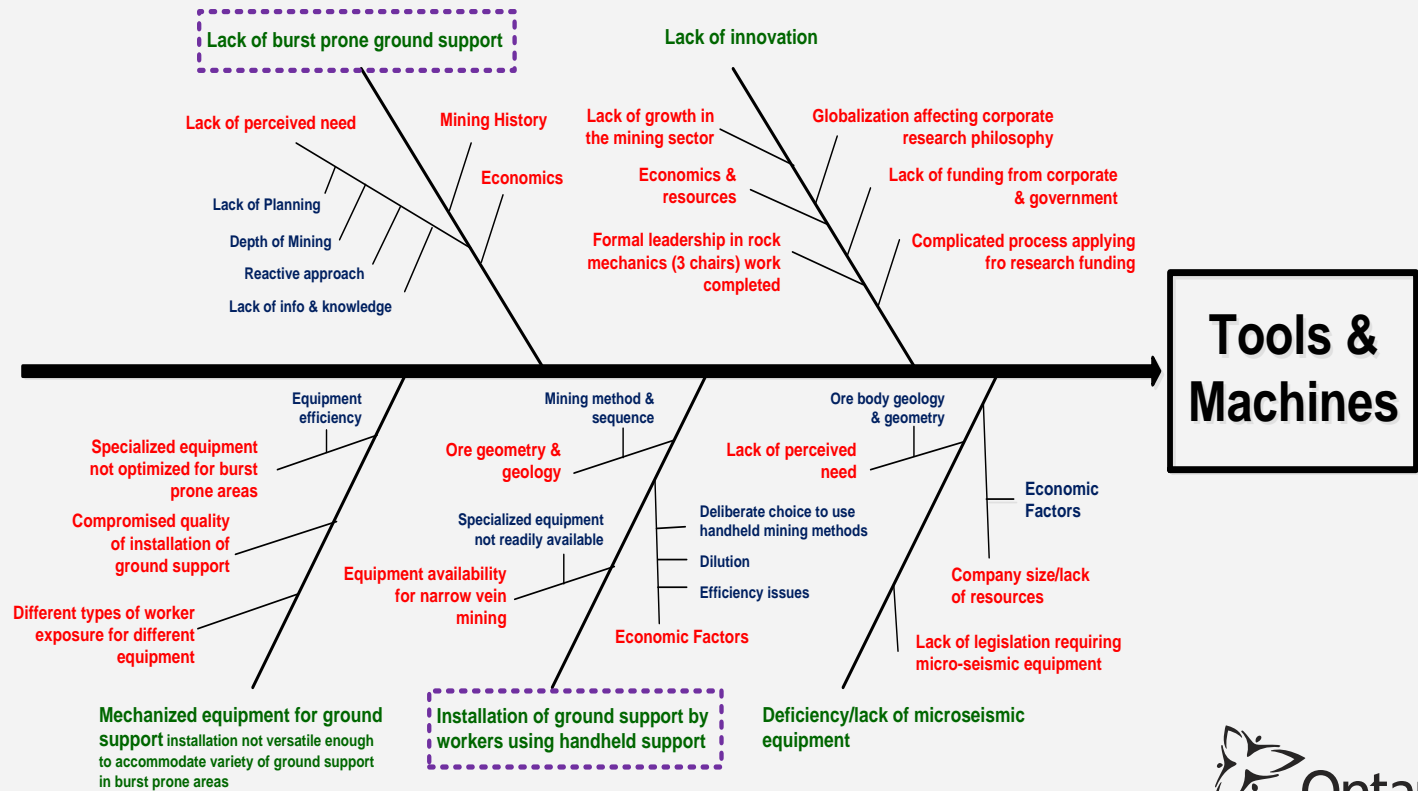 Lack of burst prone ground support
Lack of innovation
Lack of perceived need
Mining History
Economics
Lack of Planning
Depth of Mining
Reactive approach
Lack of info & knowledge
Lack of growth in
the mining sector
Economics &
resources
Formal leadership in rock
mechanics (3 chairs) work
completed
Globalization affecting corporate
research philosophy
Lack of funding from corporate
& government
Complicated process applying
fro research funding
Tools &
Machines
Equipment
efficiency
Specialized equipment
not optimized for burst
prone areas
Compromised quality
of installation of
ground support
Different types of worker
exposure for different
equipment
Mechanized equipment for ground
support installation not versatile enough
to accommodate variety of ground support
in burst prone areas
Mining method &
sequence
Ore geometry &
geology
Specialized equipment
not readily available
Equipment availability
for narrow vein
mining
Deliberate choice to use
handheld mining methods
Dilution
Efficiency issues
Economic Factors
Installation of ground support by
workers using handheld support
Ore body geology
& geometry
Lack of perceived
need
Economic
Factors
Company size/lack
of resources
Lack of legislation requiring
micro-seismic equipment
Deficiency/lack of microseismic
equipment